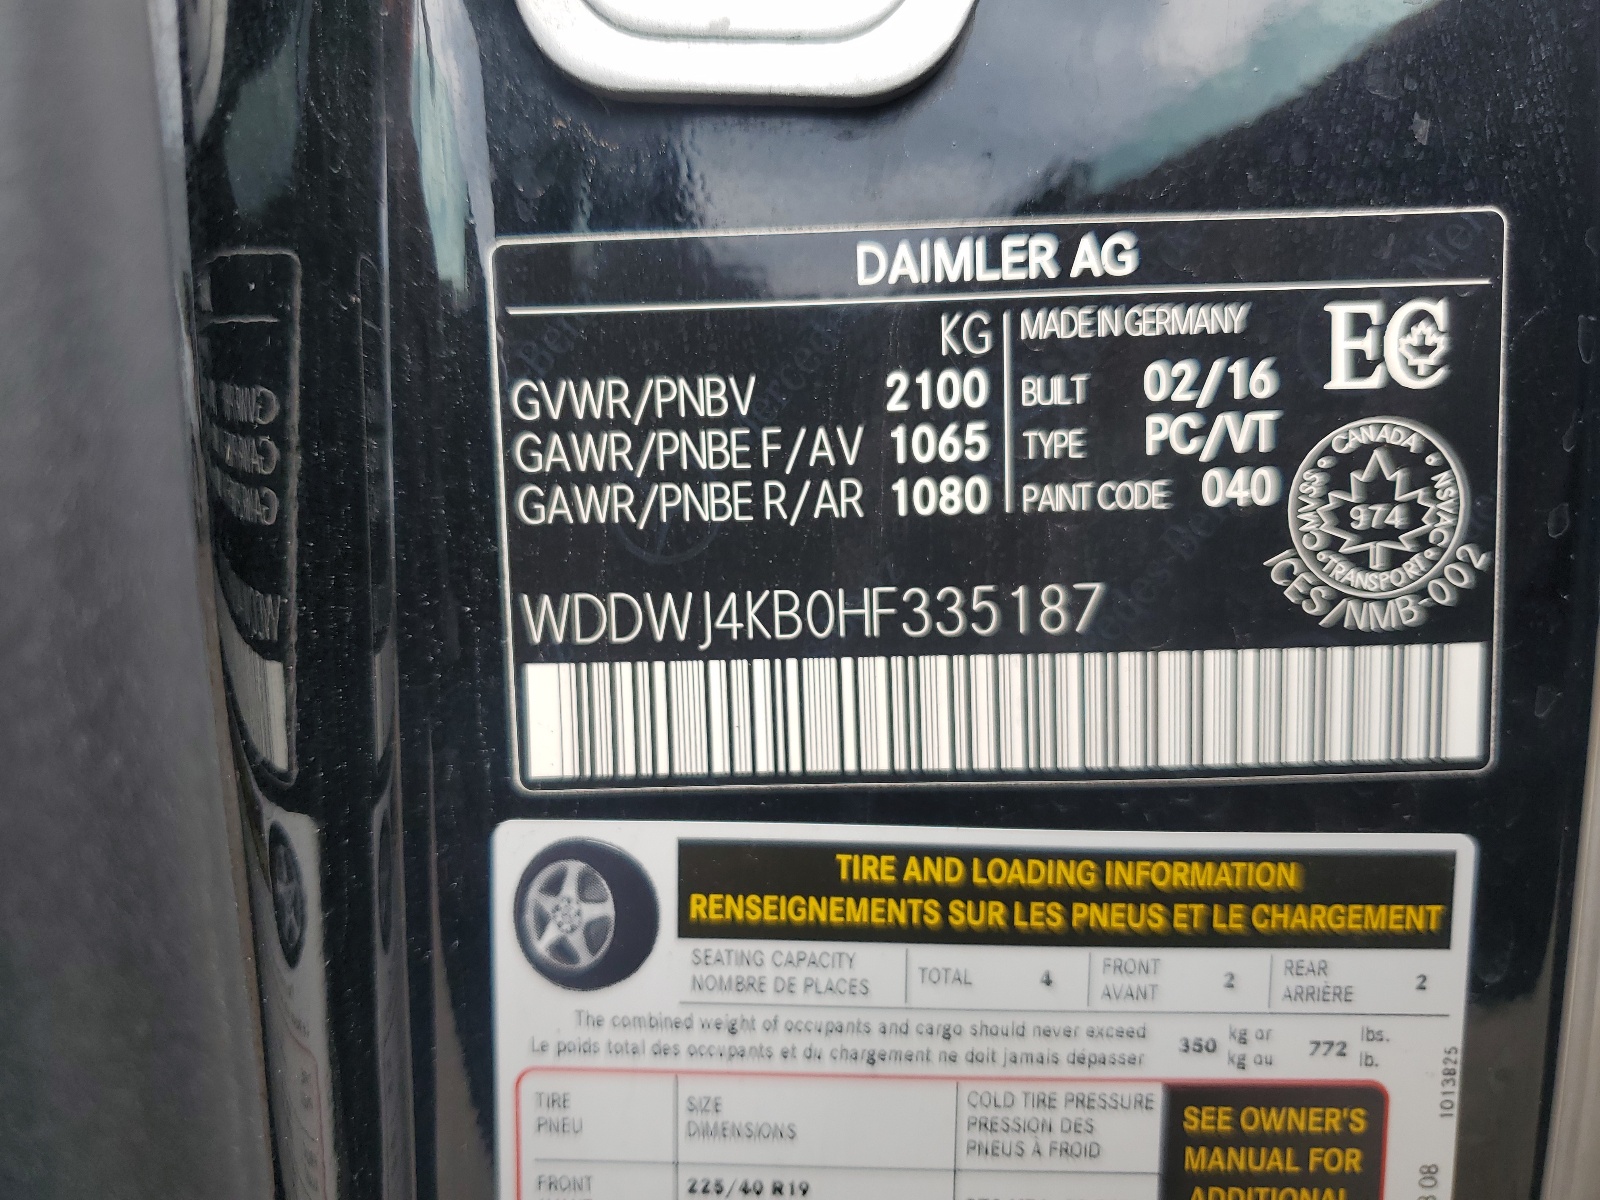 DAIMLER AG
KG
GVWR/PNBV 2100
GAWR/PNBE F/AV 1065
GAWR/PNBE R/AR 1080
MADE IN GERMANY
BUILT 02/16
TYPE PC/VT
PAINT CODE 040
EC
CANADA
NSVAC
TRANSPORT
CMVSS
974
ICES/NMB-002
WDDWJ4KB0HF335187
TIRE AND LOADING INFORMATION
RENSEIGNEMENTS SUR LES PNEUS ET LE CHARGEMENT
SEATING CAPACITY
NOMBRE DE PLACES
TOTAL 4
FRONT
AVANT 2
REAR
ARRIÈRE 2
The combined weight of occupants and cargo should never exceed
Le poids total des occupants et du chargement ne doit jamais dépasser
350 kg or
kg ou
772 lbs.
lb.
TIRE
PNEU
SIZE
DIMENSIONS
COLD TIRE PRESSURE
PRESSION DES
PNEUS À FROID
SEE OWNER'S
MANUAL FOR
ADDITIONAL
FRONT
225/40 R19
1013825